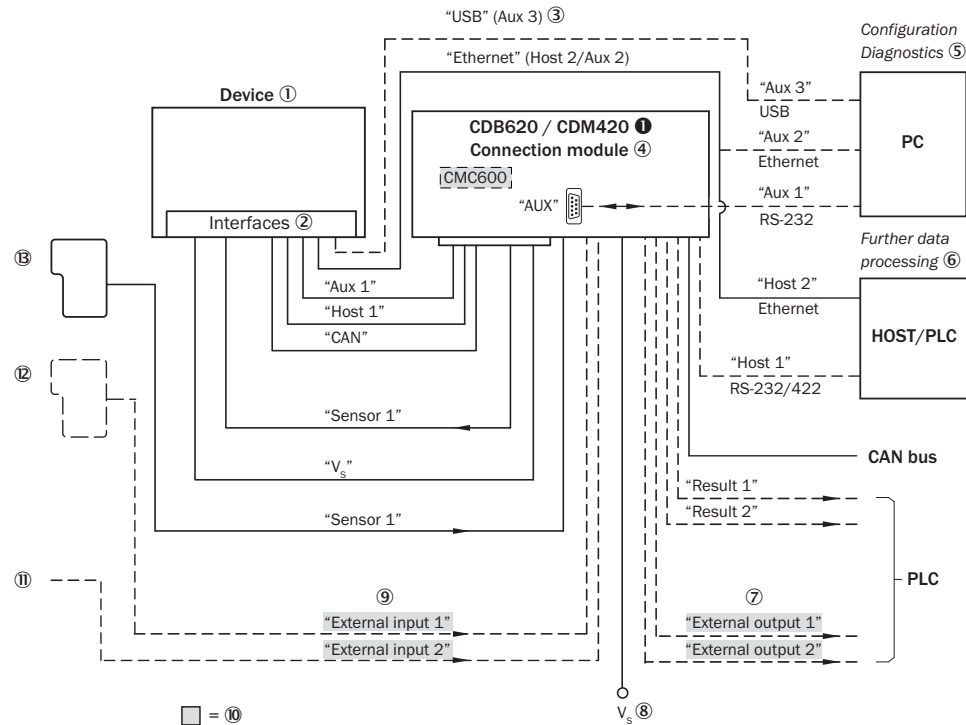 “USB” (Aux 3) ③
Configuration
Diagnostics ⑤
“Ethernet” (Host 2/Aux 2)
Device ①
“Aux 3”
USB
CDB620 / CDM420 ❶
Connection module ④
“Aux 2”
Ethernet
PC
CMC600
“AUX”
“Aux 1”
RS-232
Interfaces ②
Further data
processing ⑥
⑬
“Aux 1”
“Host 2”
Ethernet
“Host 1”
HOST/PLC
“CAN”
“Host 1”
RS-232/422
⑫
“Sensor 1”
CAN bus
“Vs”
“Result 1”
“Result 2”
“Sensor 1”
PLC
⑪
⑨
⑦
“External input 1”
“External output 1”
“External input 2”
“External output 2”
= ⑩
Vs ⑧